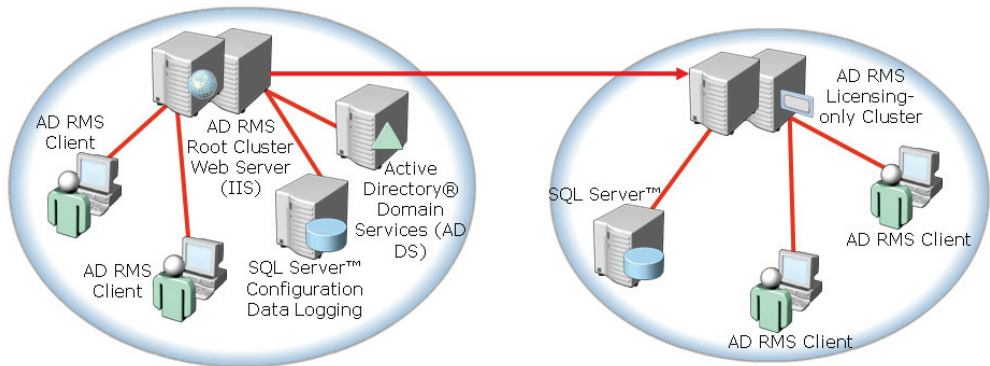 AD RMS
Client
AD RMS
Root Cluster
Web Server
(IIS)
Active
Directory®
Domain
Services (AD
DS)
AD RMS
Client
SQL Server™
Configuration
Data Logging
AD RMS
Licensing-
only Cluster
SQL Server™
AD RMS Client
AD RMS Client